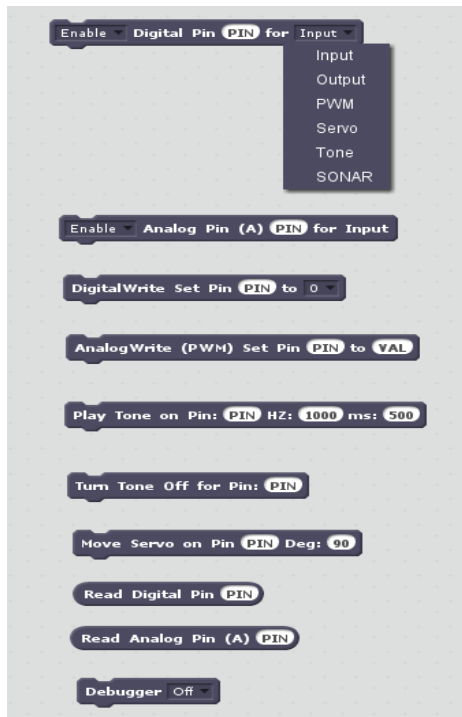 Enable Digital Pin PIN for Input
Input
Output
PWM
Servo
Tone
SONAR
Enable Analog Pin (A) PIN for Input
DigitalWrite Set Pin PIN to 0
AnalogWrite (PWM) Set Pin PIN to VAL
Play Tone on Pin: PIN HZ: 1000 ms: 500
Turn Tone Off for Pin: PIN
Move Servo on Pin PIN Deg: 90
Read Digital Pin PIN
Read Analog Pin (A) PIN
Debugger Off